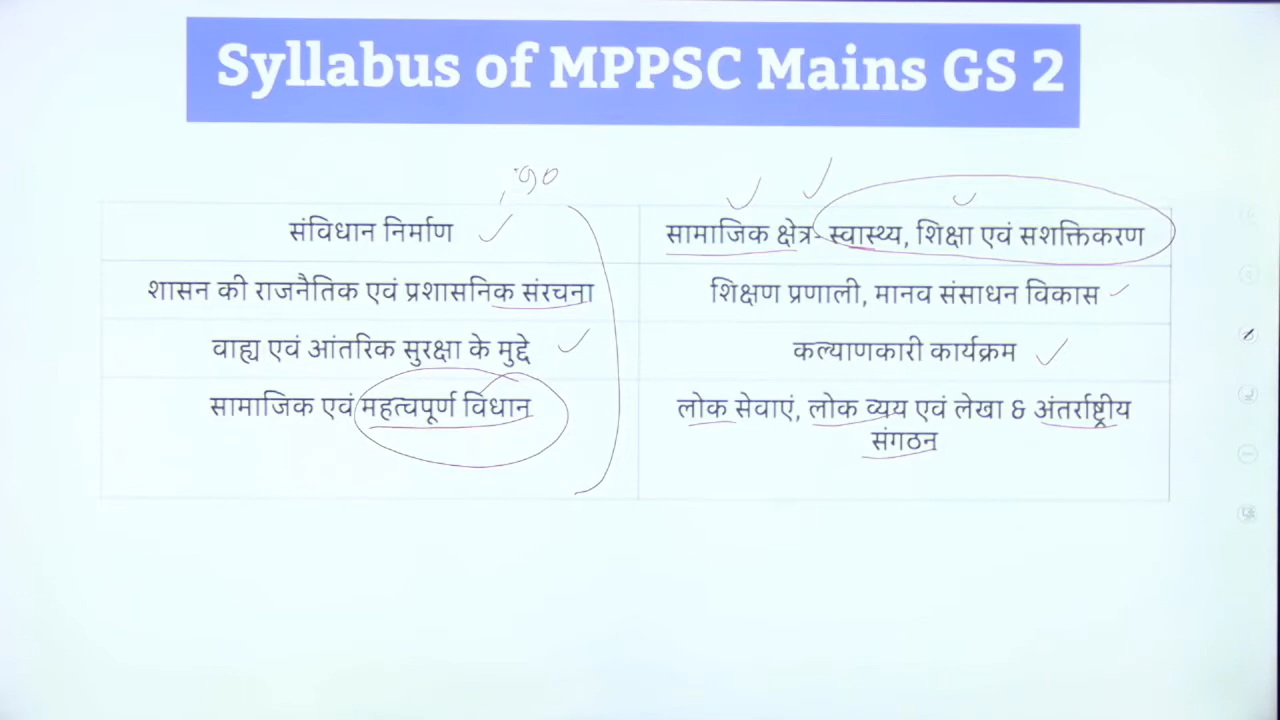 Syllabus of MPPSC Mains GS 2
90
संविधान निर्माण
सामाजिक क्षेत्र- स्वास्थ्य, शिक्षा एवं सशक्तिकरण
शासन की राजनैतिक एवं प्रशासनिक संरचना
शिक्षण प्रणाली, मानव संसाधन विकास
वाह्य एवं आंतरिक सुरक्षा के मुद्दे
कल्याणकारी कार्यक्रम
सामाजिक एवं महत्वपूर्ण विधान
लोक सेवाएं, लोक व्यय एवं लेखा & अंतर्राष्ट्रीय
संगठन